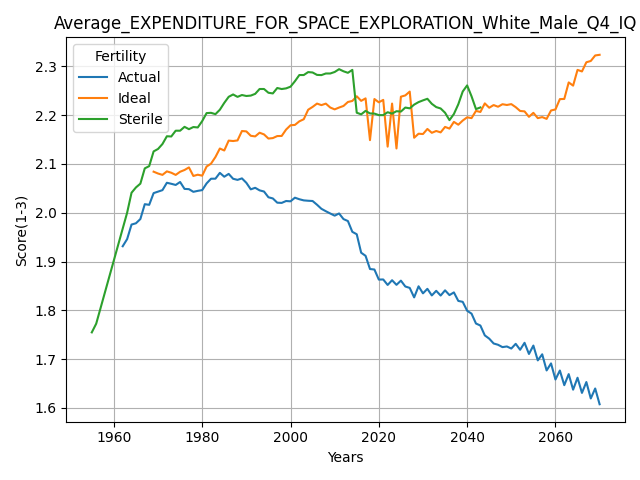 Average_EXPENDITURE_FOR_SPACE_EXPLORATION_White_Male_Q4_IQ
Fertility
Actual
Ideal
Sterile
Score(1-3)
2.3
2.2
2.1
2.0
1.9
1.8
1.7
1.6
1960 1980 2000 2020 2040 2060
Years